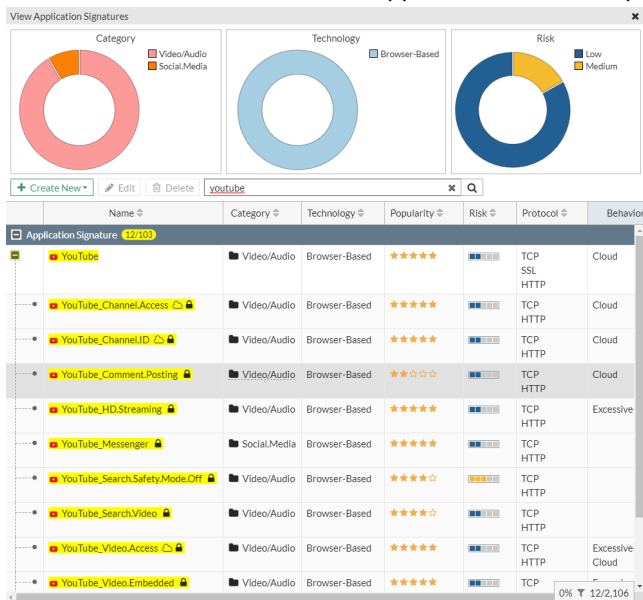 View Application Signatures
Category
Video/Audio
Social.Media
Technology
Browser-Based
Risk
Low
Medium
Create New Edit Delete youtube
Name Category Technology Popularity Risk Protocol Behavior
Application Signature 12/103
YouTube Video/Audio Browser-Based TCP Cloud
SSL
HTTP
YouTube_Channel.Access Video/Audio Browser-Based TCP Cloud
HTTP
YouTube_Channel.ID Video/Audio Browser-Based TCP Cloud
HTTP
YouTube_Comment.Posting Video/Audio Browser-Based TCP Cloud
HTTP
YouTube_HD.Streaming Video/Audio Browser-Based TCP Excessive-
HTTP
YouTube_Messenger Social.Media Browser-Based TCP
HTTP
YouTube_Search.Safety.Mode.Off Video/Audio Browser-Based TCP
HTTP
YouTube_Search.Video Video/Audio Browser-Based TCP
HTTP
YouTube_Video.Access Video/Audio Browser-Based TCP Excessive-
HTTP Cloud
YouTube_Video.Embedded Video/Audio Browser-Based TCP
0% 12/2,106